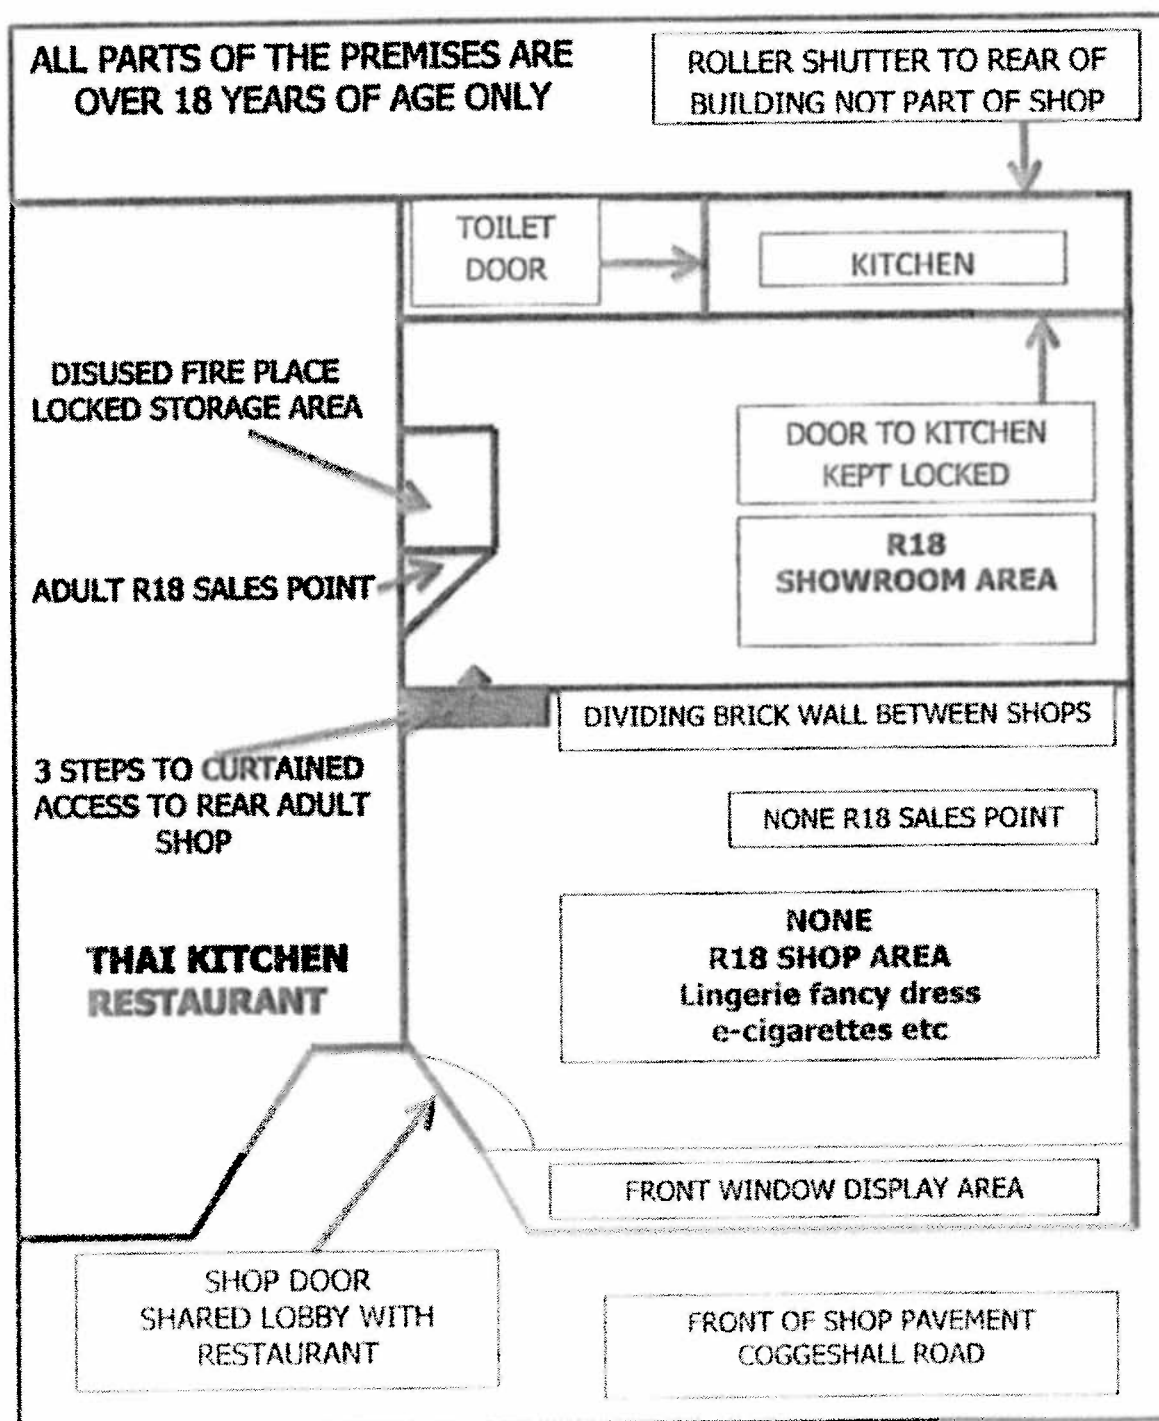 ALL PARTS OF THE PREMISES ARE
OVER 18 YEARS OF AGE ONLY
ROLLER SHUTTER TO REAR OF
BUILDING NOT PART OF SHOP
TOILET
DOOR
KITCHEN
DISUSED FIRE PLACE
LOCKED STORAGE AREA
DOOR TO KITCHEN
KEPT LOCKED
R18
SHOWROOM AREA
ADULT R18 SALES POINT
DIVIDING BRICK WALL BETWEEN SHOPS
3 STEPS TO CURTAINED
ACCESS TO REAR ADULT
SHOP
NONE R18 SALES POINT
NONE
R18 SHOP AREA
Lingerie fancy dress
e-cigarettes etc
THAI KITCHEN
RESTAURANT
FRONT WINDOW DISPLAY AREA
SHOP DOOR
SHARED LOBBY WITH
RESTAURANT
FRONT OF SHOP PAVEMENT
COGGESHALL ROAD